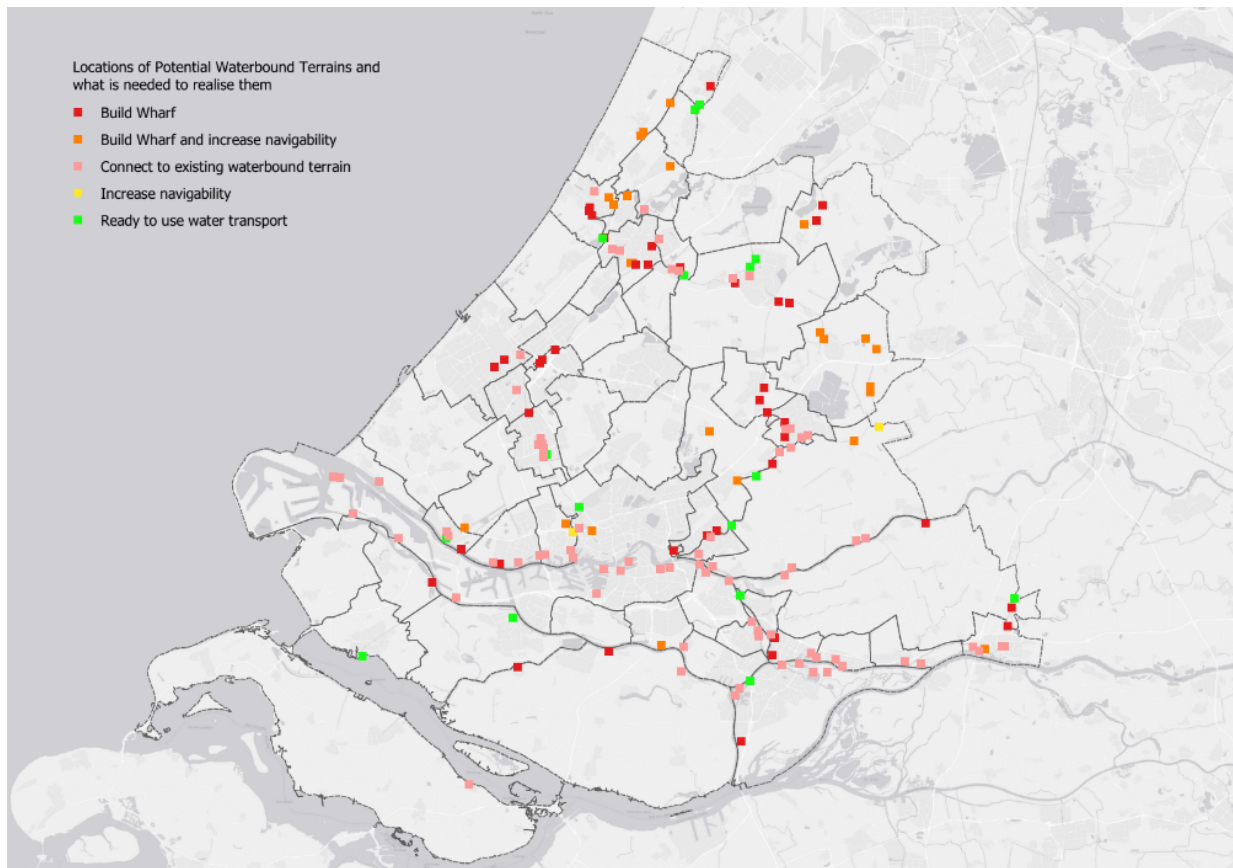 Locations of Potential Waterbound Terrains and
what is needed to realise them
Build Wharf
Build Wharf and increase navigability
Connect to existing waterbound terrain
Increase navigability
Ready to use water transport